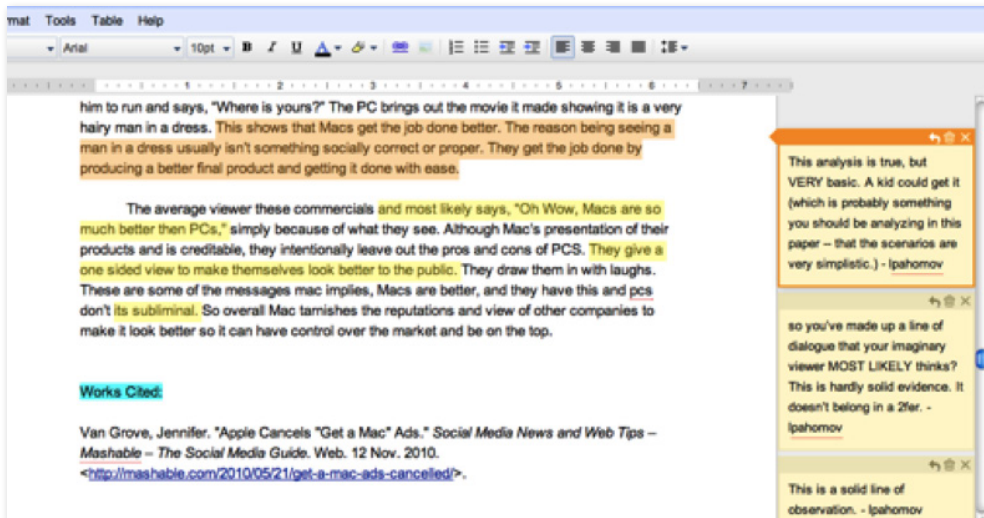 rmat Tools Table Help
Arial 10pt B I U A
1 2 3 4 5 6 7
him to run and says, "Where is yours?" The PC brings out the movie it made showing it is a very
hairy man in a dress. This shows that Macs get the job done better. The reason being seeing a
man in a dress usually isn't something socially correct or proper. They get the job done by
producing a better final product and getting it done with ease.
The average viewer these commercials and most likely says, "Oh Wow, Macs are so
much better then PCs," simply because of what they see. Although Mac's presentation of their
products and is creditable, they intentionally leave out the pros and cons of PCS. They give a
one sided view to make themselves look better to the public. They draw them in with laughs.
These are some of the messages mac implies, Macs are better, and they have this and pcs
don't its subliminal. So overall Mac tarnishes the reputations and view of other companies to
make it look better so it can have control over the market and be on the top.
Works Cited:
Van Grove, Jennifer. "Apple Cancels "Get a Mac" Ads." Social Media News and Web Tips –
Mashable – The Social Media Guide. Web. 12 Nov. 2010.
<http://mashable.com/2010/05/21/get-a-mac-ads-cancelled/>.
This analysis is true, but
VERY basic. A kid could get it
(which is probably something
you should be analyzing in this
paper – that the scenarios are
very simplistic.) - lpahomov
so you've made up a line of
dialogue that your imaginary
viewer MOST LIKELY thinks?
This is hardly solid evidence. It
doesn't belong in a 2fer. -
lpahomov
This is a solid line of
observation. - lpahomov